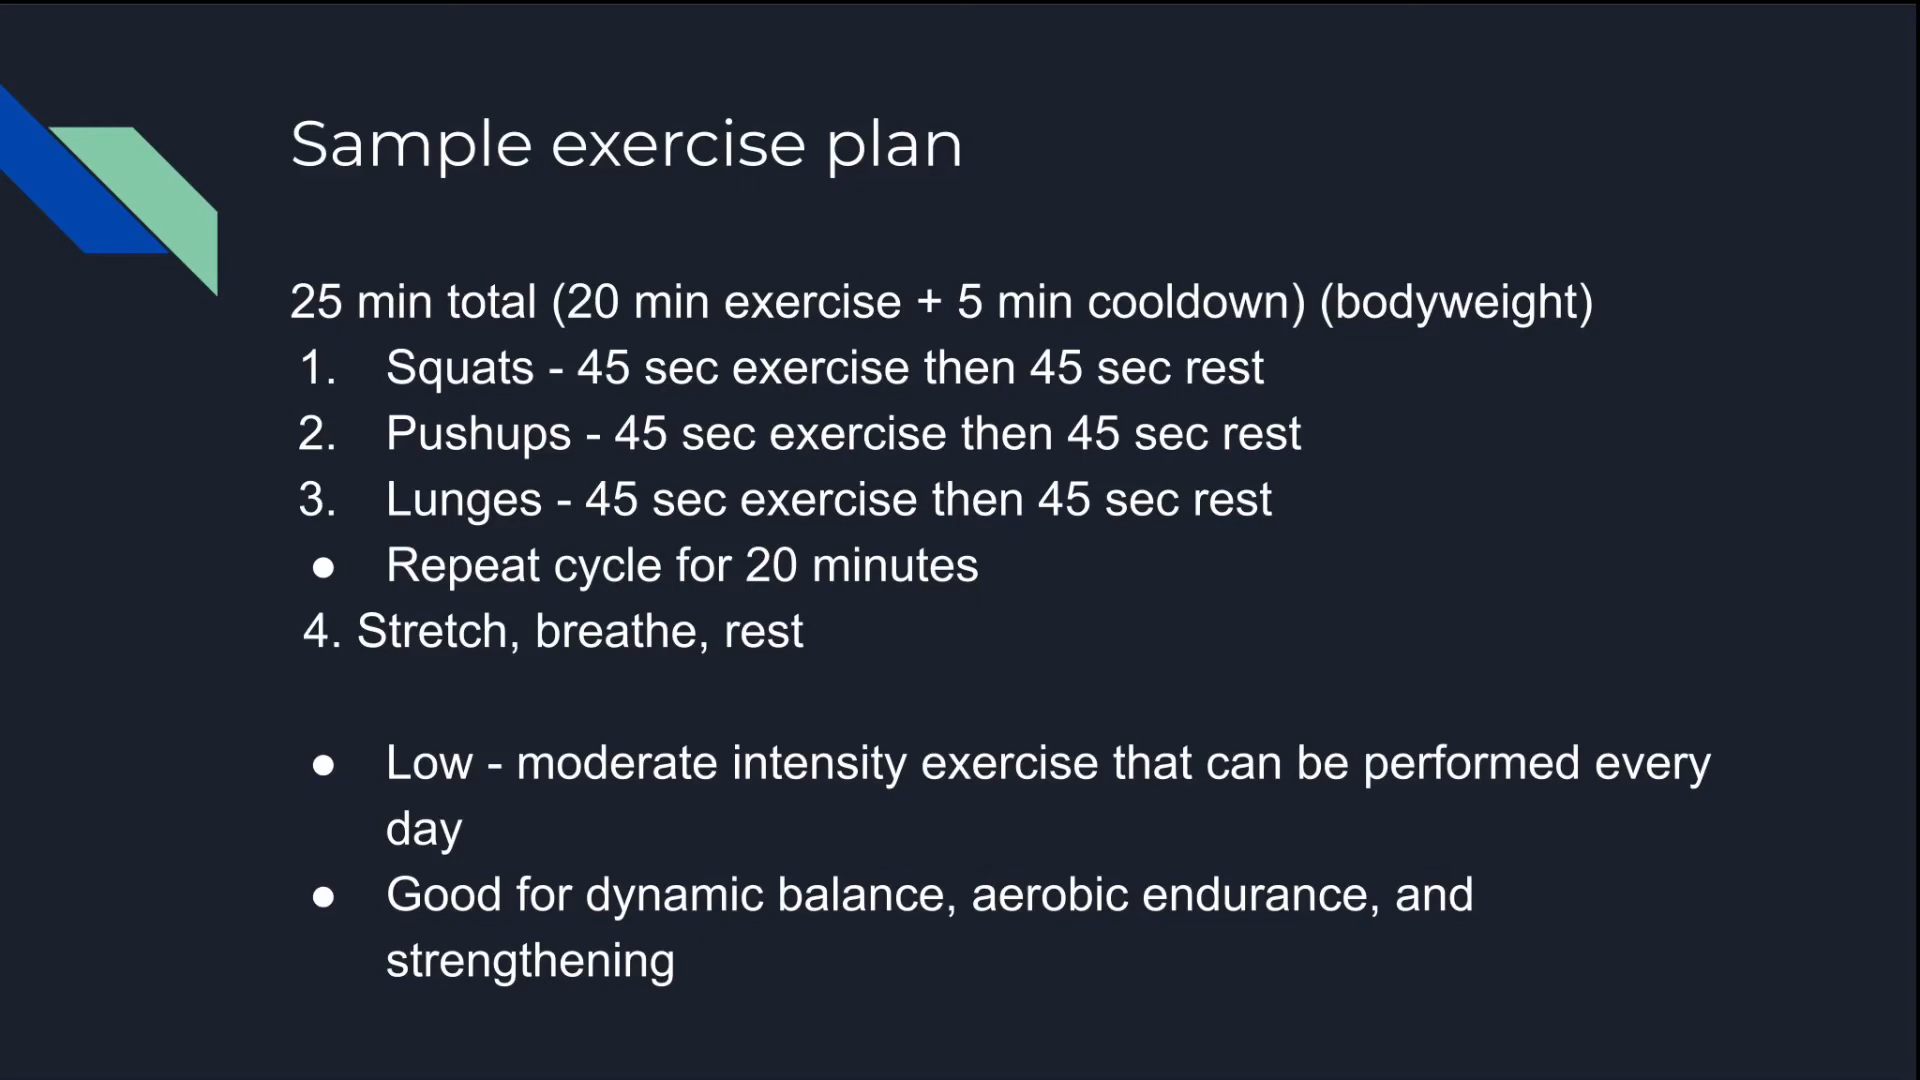 Sample exercise plan
25 min total (20 min exercise + 5 min cooldown) (bodyweight)
1. Squats - 45 sec exercise then 45 sec rest
2. Pushups - 45 sec exercise then 45 sec rest
3. Lunges - 45 sec exercise then 45 sec rest
● Repeat cycle for 20 minutes
4. Stretch, breathe, rest
● Low - moderate intensity exercise that can be performed every
day
● Good for dynamic balance, aerobic endurance, and
strengthening